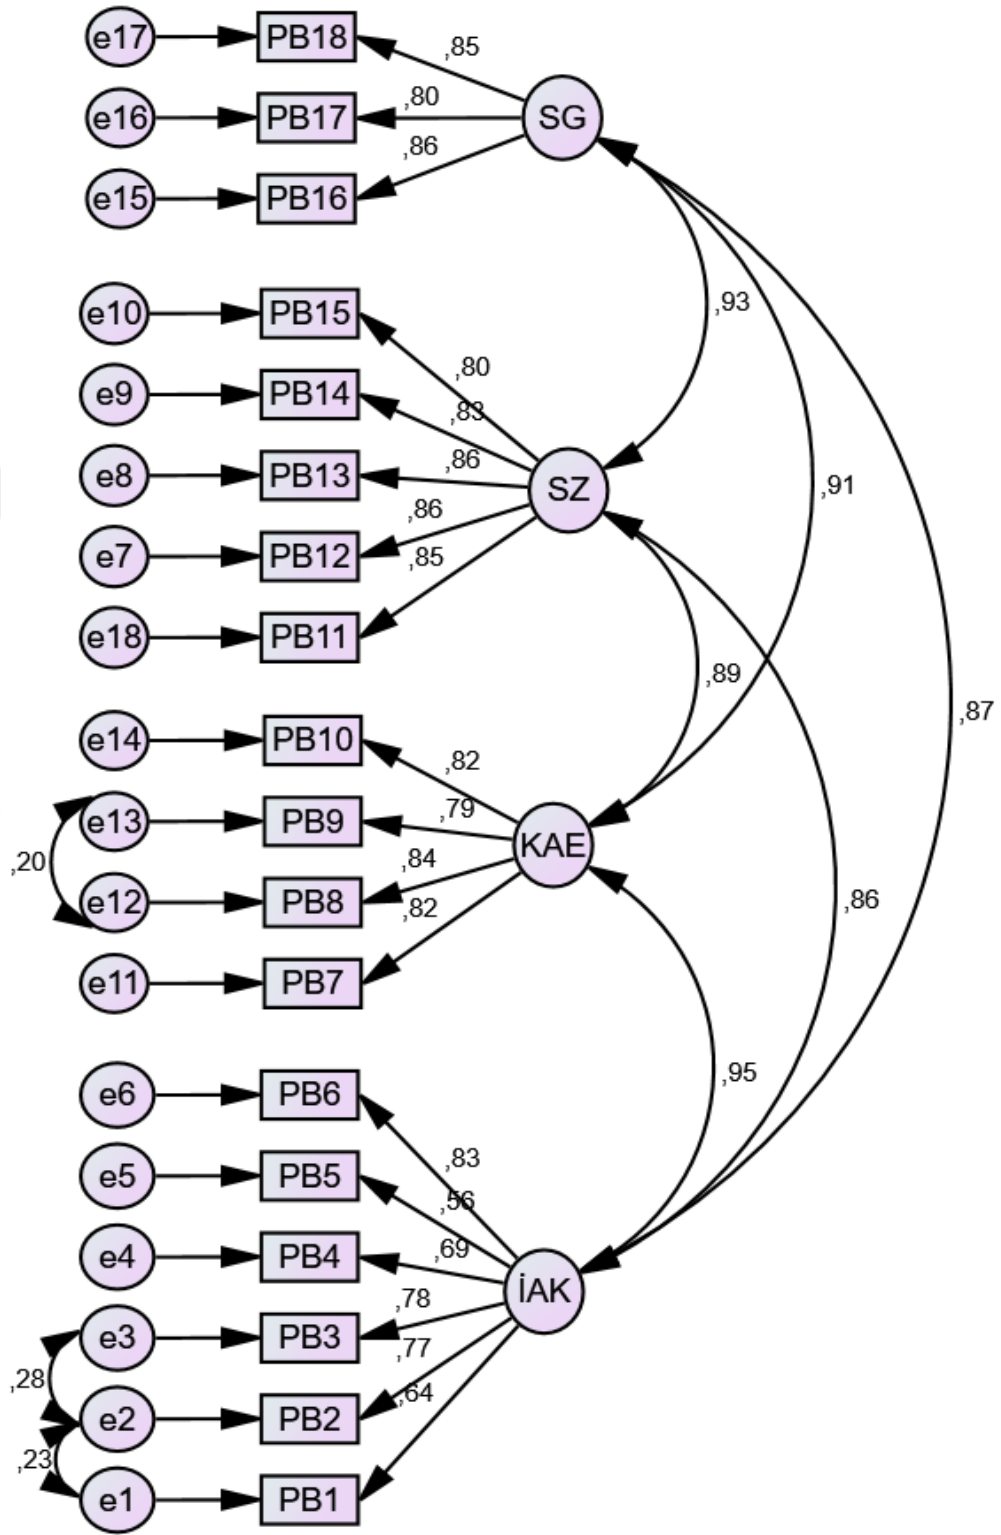 e17 PB18 ,85
SG
e16 PB17 ,80
e15 PB16 ,86
,93
e10 PB15 ,80
e9 PB14 ,83
e8 PB13 ,86
SZ
,91
e7 PB12 ,86
e18 PB11 ,85
,89
,87
e14 PB10 ,82
e13 PB9 ,79
KAE
,20
e12 PB8 ,84
,86
e11 PB7 ,82
,95
e6 PB6 ,83
e5 PB5 ,56
e4 PB4 ,69
İAK
e3 PB3 ,78
,28
e2 PB2 ,77
,23
e1 PB1 ,64